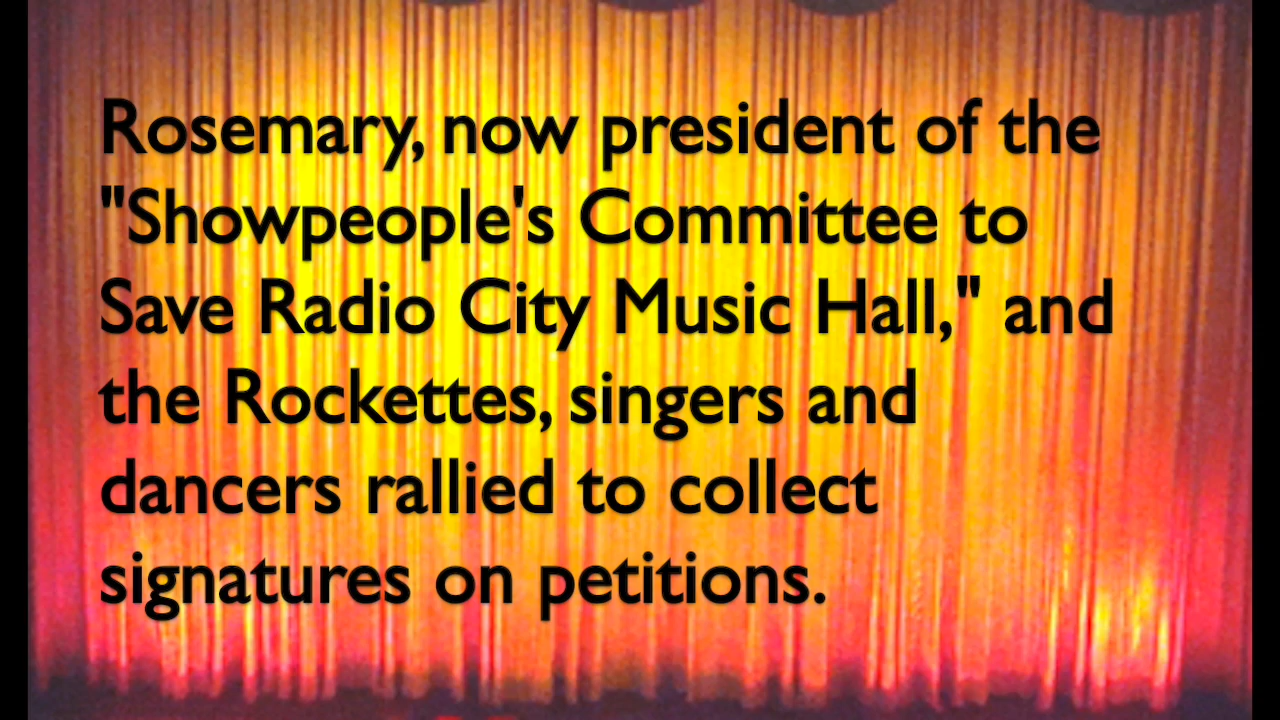 Rosemary, now president of the
"Showpeople's Committee to
Save Radio City Music Hall," and
the Rockettes, singers and
dancers rallied to collect
signatures on petitions.